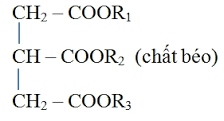 CH₂ – COOR₁
CH – COOR₂ (chất béo)
CH₂ – COOR₃